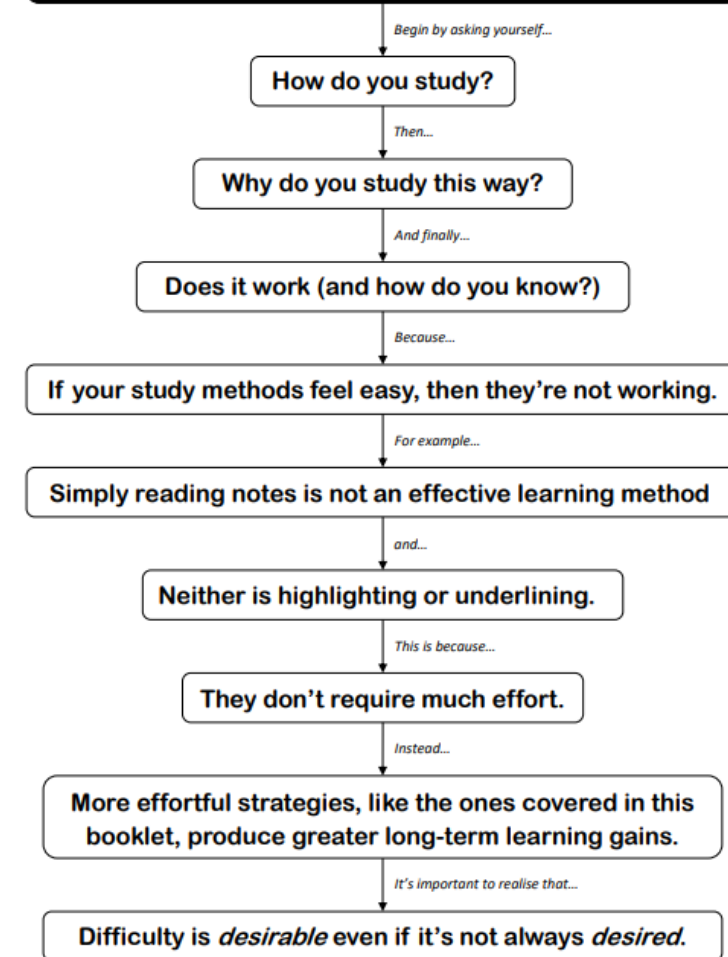 Begin by asking yourself...
How do you study?
Then...
Why do you study this way?
And finally...
Does it work (and how do you know?)
Because...
If your study methods feel easy, then they’re not working.
For example...
Simply reading notes is not an effective learning method
and...
Neither is highlighting or underlining.
This is because...
They don’t require much effort.
Instead...
More effortful strategies, like the ones covered in this
booklet, produce greater long-term learning gains.
It’s important to realise that...
Difficulty is desirable even if it’s not always desired.